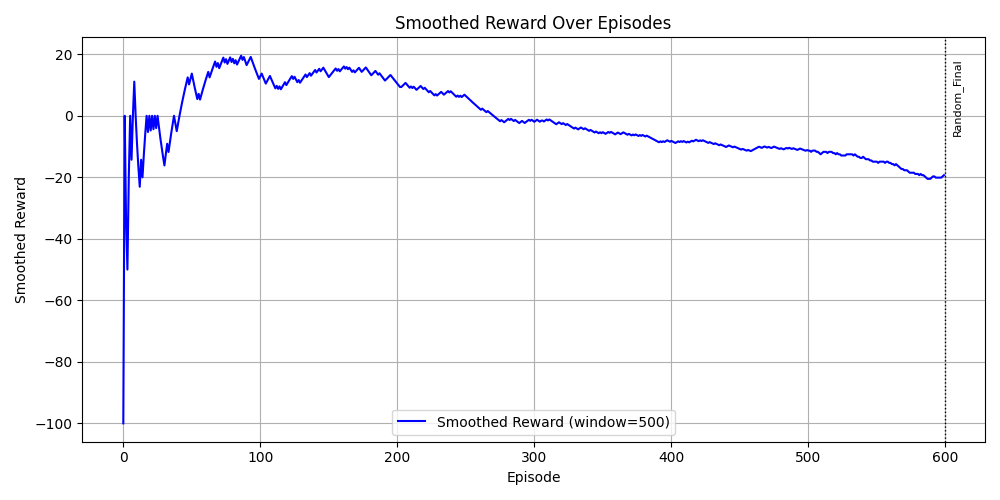 Smoothed Reward Over Episodes
Smoothed Reward
20
0
−20
−40
−60
−80
−100
Random_Final
Smoothed Reward (window=500)
0
100
200
300
400
500
600
Episode